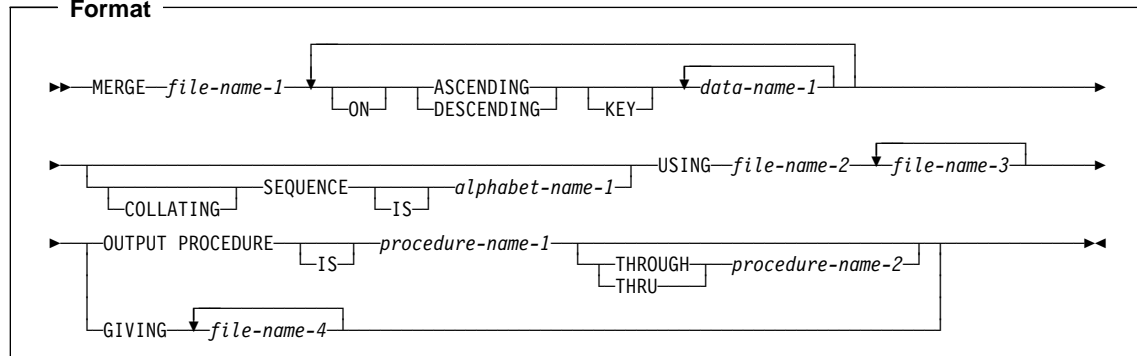 Format
MERGE file-name-1 ON ASCENDING DESCENDING KEY data-name-1
COLLATING SEQUENCE IS alphabet-name-1 USING file-name-2 file-name-3
OUTPUT PROCEDURE IS procedure-name-1 THROUGH THRU procedure-name-2
GIVING file-name-4